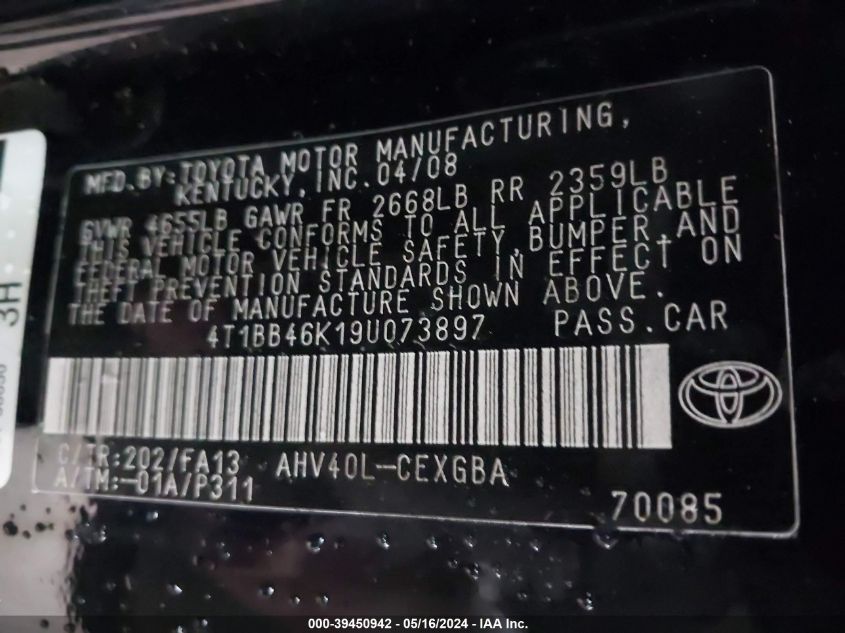 MFD.BY:TOYOTA MOTOR MANUFACTURING,
KENTUCKY, INC.04/08
GVWR 4655LB GAWR FR 2668LB RR 2359LB
THIS VEHICLE CONFORMS TO ALL APPLICABLE
FEDERAL MOTOR VEHICLE SAFETY,BUMPER,AND
THEFT PREVENTION STANDARDS IN EFFECT ON
THE DATE OF MANUFACTURE SHOWN ABOVE.
4T1BB46K19U073897 PASS.CAR
C/TR:202/FA13 AHV40L-CEXGBA
A/TM:-01A/P311
70085
3H
000-39450942 - 05/16/2024 - IAA Inc.